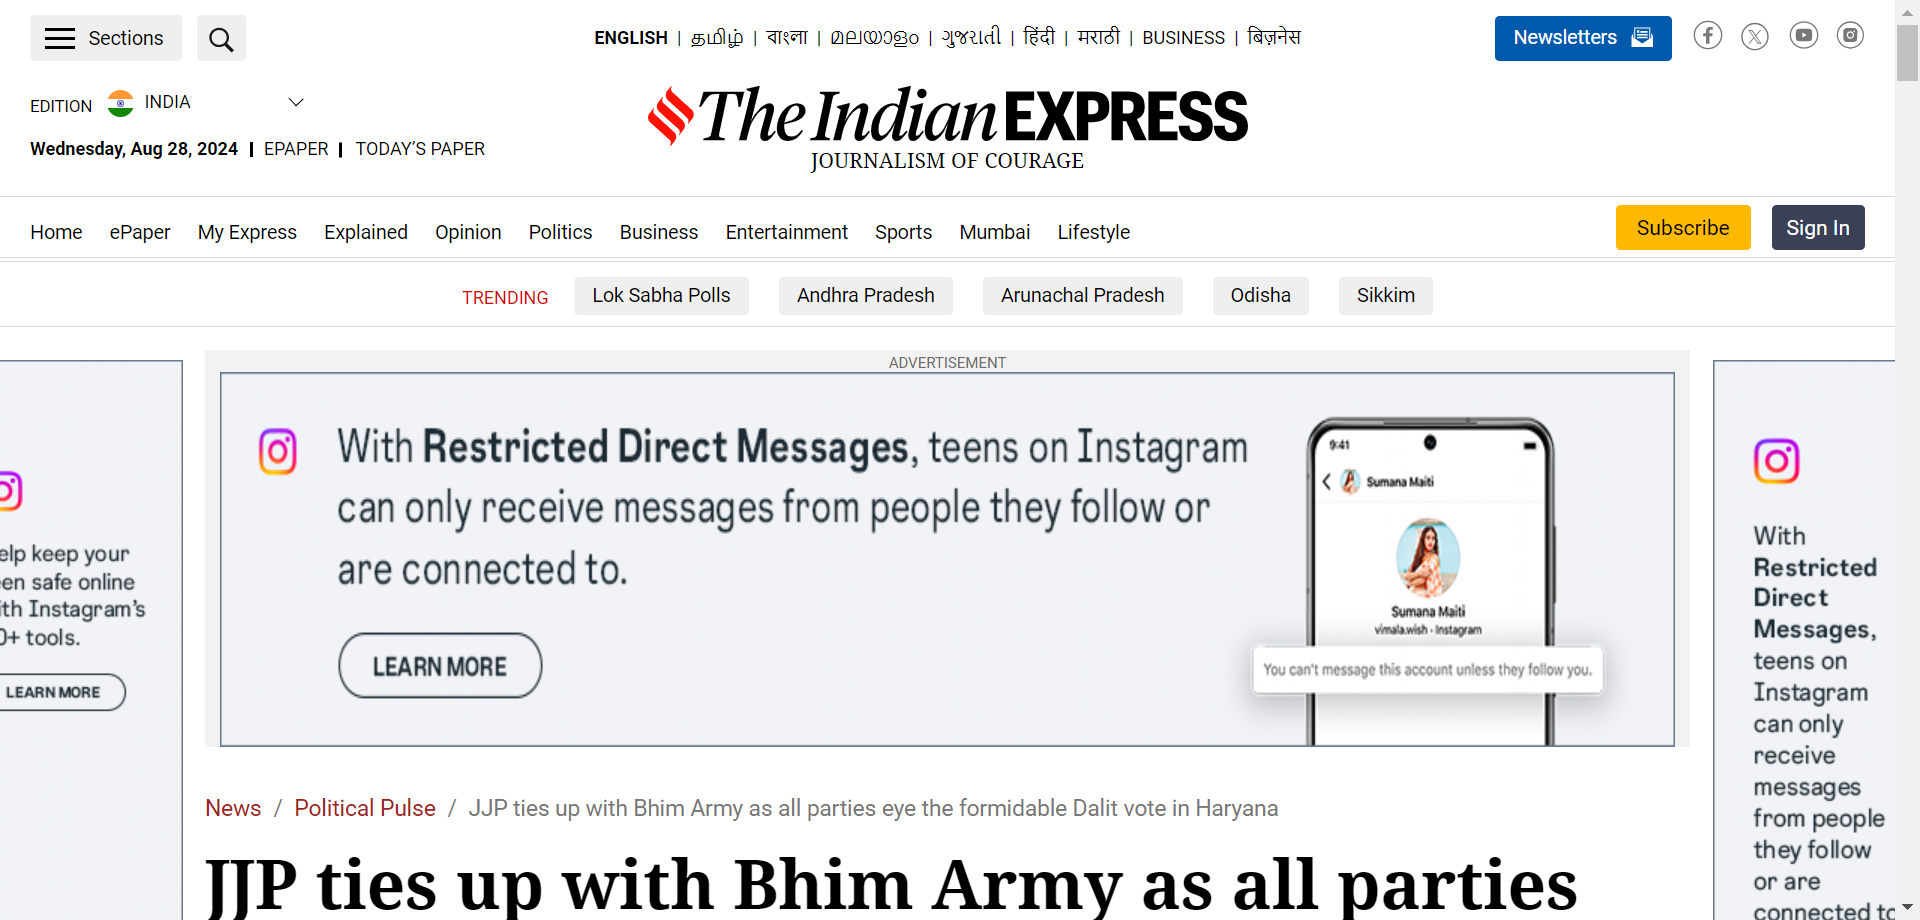 Sections
ENGLISH | தமிழ் | বাংলা | മലയാളം | ગુજરાતી | हिंदी | मराठी | BUSINESS | बिज़नेस
Newsletters
EDITION INDIA
The Indian EXPRESS
JOURNALISM OF COURAGE
Wednesday, Aug 28, 2024 | EPAPER | TODAY’S PAPER
Home ePaper My Express Explained Opinion Politics Business Entertainment Sports Mumbai Lifestyle
Subscribe Sign In
TRENDING Lok Sabha Polls Andhra Pradesh Arunachal Pradesh Odisha Sikkim
ADVERTISEMENT
With Restricted Direct Messages, teens on Instagram
can only receive messages from people they follow or
are connected to.
LEARN MORE
9:41
Sumana Maiti
Sumana Maiti
vimala.wish · Instagram
You can't message this account unless they follow you.
elp keep your
en safe online
ith Instagram’s
0+ tools.
LEARN MORE
With
Restricted
Direct
Messages,
teens on
Instagram
can only
receive
messages
from people
they follow
or are
connected to
News / Political Pulse / JJP ties up with Bhim Army as all parties eye the formidable Dalit vote in Haryana
JJP ties up with Bhim Army as all parties